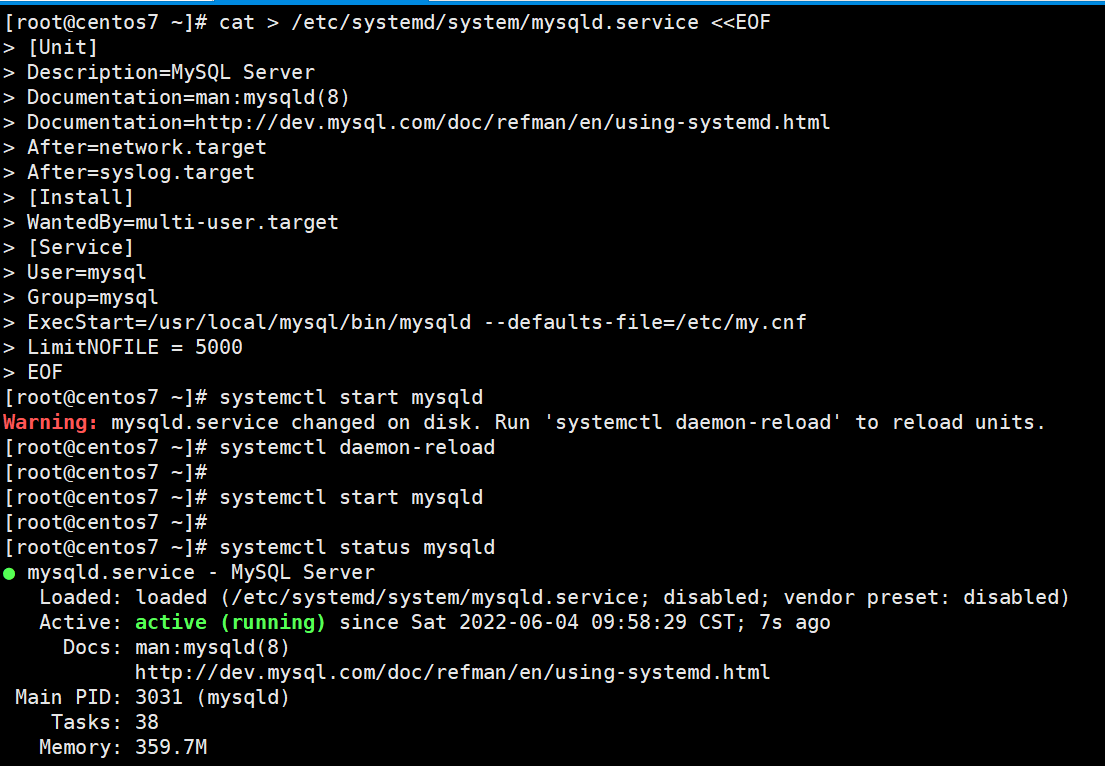 [root@centos7 ~]# cat > /etc/systemd/system/mysqld.service <<EOF
> [Unit]
> Description=MySQL Server
> Documentation=man:mysqld(8)
> Documentation=http://dev.mysql.com/doc/refman/en/using-systemd.html
> After=network.target
> After=syslog.target
> [Install]
> WantedBy=multi-user.target
> [Service]
> User=mysql
> Group=mysql
> ExecStart=/usr/local/mysql/bin/mysqld --defaults-file=/etc/my.cnf
> LimitNOFILE = 5000
> EOF
[root@centos7 ~]# systemctl start mysqld
Warning: mysqld.service changed on disk. Run 'systemctl daemon-reload' to reload units.
[root@centos7 ~]# systemctl daemon-reload
[root@centos7 ~]#
[root@centos7 ~]# systemctl start mysqld
[root@centos7 ~]#
[root@centos7 ~]# systemctl status mysqld
● mysqld.service - MySQL Server
   Loaded: loaded (/etc/systemd/system/mysqld.service; disabled; vendor preset: disabled)
   Active: active (running) since Sat 2022-06-04 09:58:29 CST; 7s ago
     Docs: man:mysqld(8)
           http://dev.mysql.com/doc/refman/en/using-systemd.html
 Main PID: 3031 (mysqld)
    Tasks: 38
   Memory: 359.7M